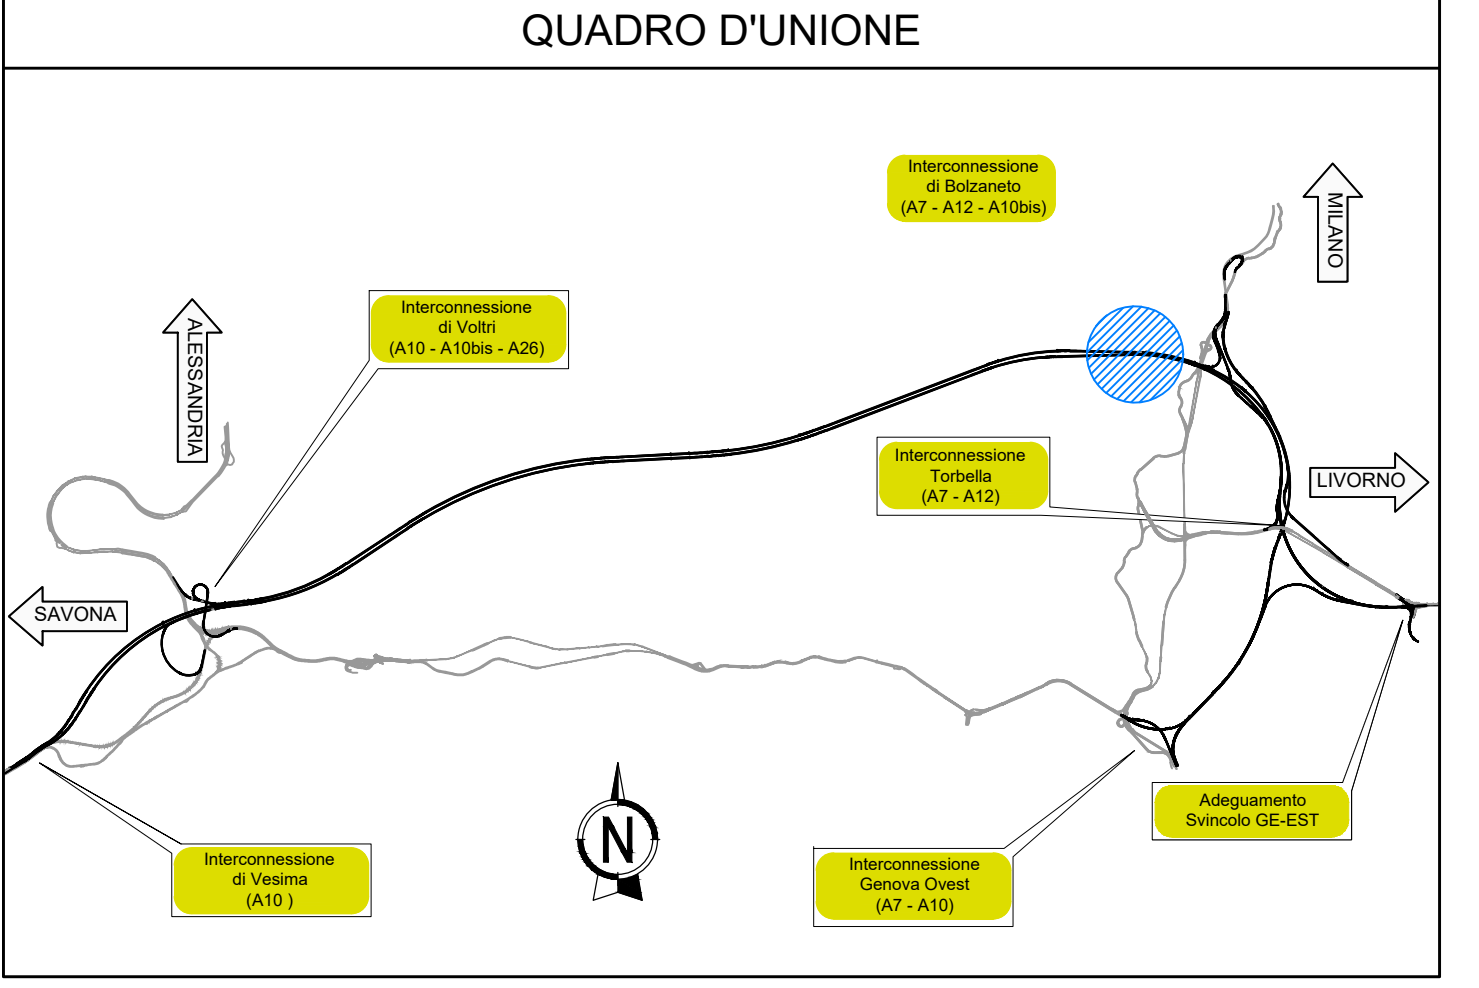 QUADRO D'UNIONE
Interconnessione
di Bolzaneto
(A7 - A12 - A10bis)
MILANO
Interconnessione
di Voltri
(A10 - A10bis - A26)
ALESSANDRIA
Interconnessione
Torbella
(A7 - A12)
LIVORNO
SAVONA
Adeguamento
Svincolo GE-EST
Interconnessione
di Vesima
(A10 )
N
Interconnessione
Genova Ovest
(A7 - A10)